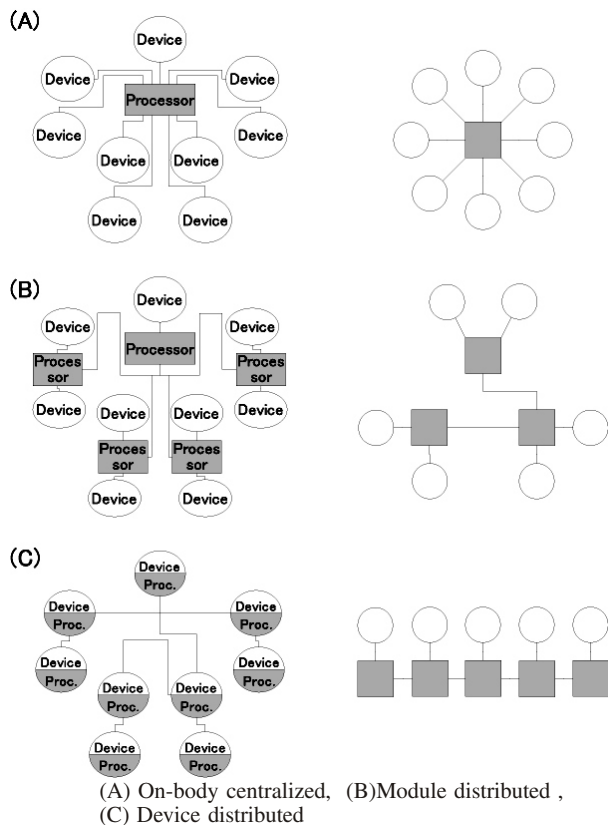 (A)
Device
Device
Device
Processor
Device
Device
Device
Device
Device
Device
(B)
Device
Device
Device
Processor
Proces
sor
Proces
sor
Device
Device
Device
Device
Proces
sor
Proces
sor
Device
Device
(C)
Device
Proc.
Device
Proc.
Device
Proc.
Device
Proc.
Device
Proc.
Device
Proc.
Device
Proc.
Device
Proc.
Device
Proc.
(A) On-body centralized, (B)Module distributed ,
(C) Device distributed